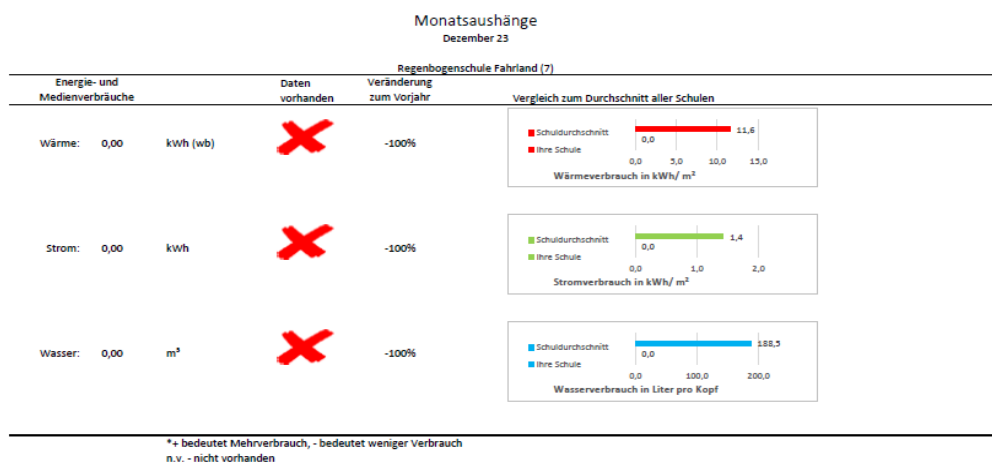 Monatsaushänge
Dezember 23
Regenbogenschule Fahrland (7)
Energie- und Medienverbräuche
Daten vorhanden
Veränderung zum Vorjahr
Vergleich zum Durchschnitt aller Schulen
Wärme: 0,00 kWh (wb) -100%
Schuldurchschnitt 11,6
Ihre Schule 0,0
0,0 5,0 10,0 15,0
Wärmeverbrauch in kWh/ m²
Strom: 0,00 kWh -100%
Schuldurchschnitt 1,4
Ihre Schule 0,0
0,0 1,0 2,0
Stromverbrauch in kWh/ m²
Wasser: 0,00 m³ -100%
Schuldurchschnitt 188,5
Ihre Schule 0,0
0,0 100,0 200,0
Wasserverbrauch in Liter pro Kopf
*+ bedeutet Mehrverbrauch, - bedeutet weniger Verbrauch
n.v. - nicht vorhanden